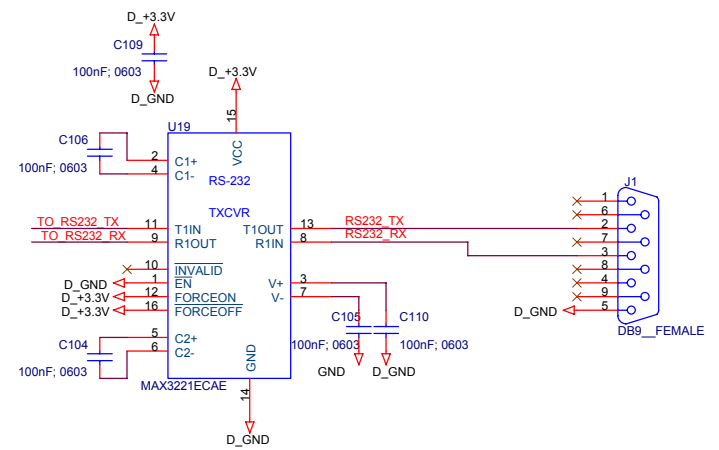 D_+3.3V
C109
100nF; 0603
D_GND
D_+3.3V
15
U19
VCC
C106
100nF; 0603
2
C1+
4
C1-
RS-232
TXCVR
J1
1
6
2
7
3
8
4
9
5
TO_RS232_TX
11
T1IN
T1OUT
13
RS232_TX
TO_RS232_RX
9
R1OUT
R1IN
8
RS232_RX
10
INVALID
D_GND
1
EN
D_+3.3V
12
FORCEON
D_+3.3V
16
FORCEOFF
V+
3
V-
7
D_GND
DB9__FEMALE
C105
100nF; 0603
GND
C110
100nF; 0603
D_GND
C104
100nF; 0603
5
C2+
6
C2-
GND
MAX3221ECAE
14
D_GND